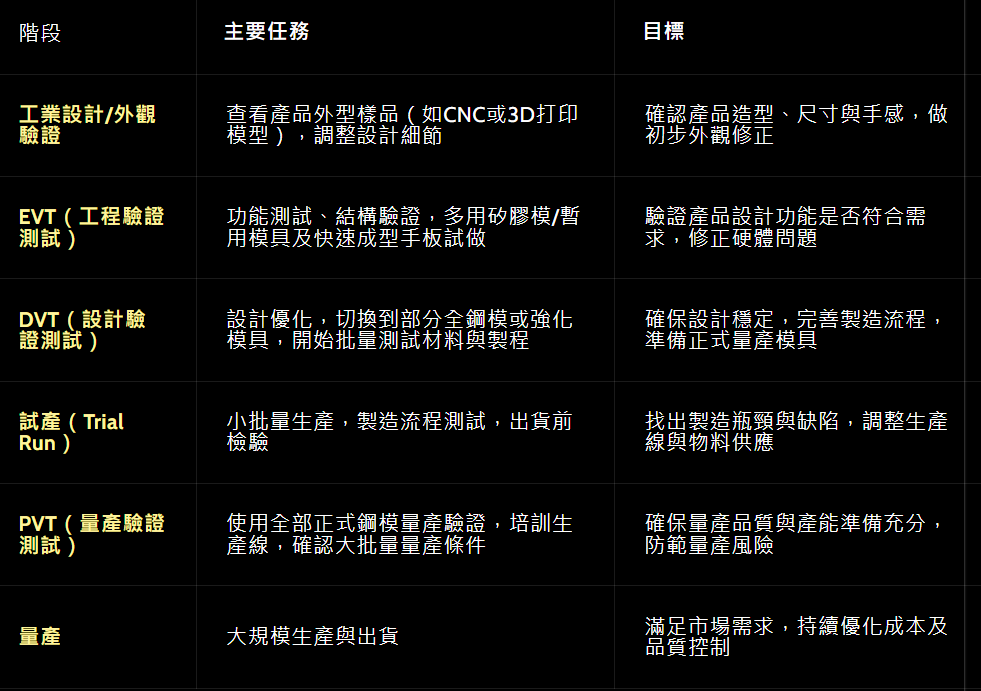 階段
主要任務
目標
工業設計/外觀
驗證
查看產品外型樣品（如CNC或3D打印
模型），調整設計細節
確認產品造型、尺寸與手感，做
初步外觀修正
EVT（工程驗證
測試）
功能測試、結構驗證，多用矽膠模/暫
用模具及快速成型手板試做
驗證產品設計功能是否符合需
求，修正硬體問題
DVT（設計驗
證測試）
設計優化，切換到部分全鋼模或強化
模具，開始批量測試材料與製程
確保設計穩定，完善製造流程，
準備正式量產模具
試產（Trial
Run）
小批量生產，製造流程測試，出貨前
檢驗
找出製造瓶頸與缺陷，調整生產
線與物料供應
PVT（量產驗證
測試）
使用全部正式鋼模量產驗證，培訓生
產線，確認大批量量產條件
確保量產品質與產能準備充分，
防範量產風險
量產
大規模生產與出貨
滿足市場需求，持續優化成本及
品質控制